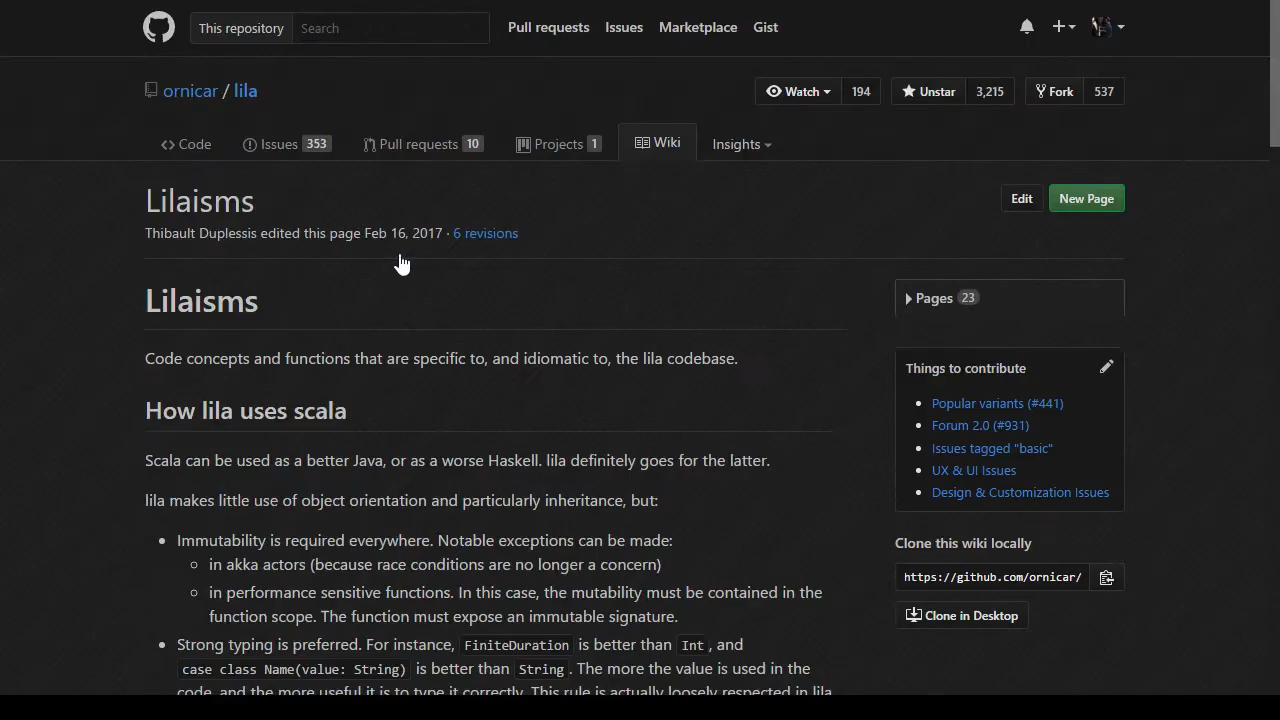 This repository Search Pull requests Issues Marketplace Gist
ornicar / lila Watch 194 Unstar 3,215 Fork 537
Code Issues 353 Pull requests 10 Projects 1 Wiki Insights
Lilaisms Edit New Page
Thibault Duplessis edited this page Feb 16, 2017 · 6 revisions
Lilaisms
Code concepts and functions that are specific to, and idiomatic to, the lila codebase.
How lila uses scala
Scala can be used as a better Java, or as a worse Haskell. lila definitely goes for the latter.
lila makes little use of object orientation and particularly inheritance, but:
Immutability is required everywhere. Notable exceptions can be made:
in akka actors (because race conditions are no longer a concern)
in performance sensitive functions. In this case, the mutability must be contained in the
function scope. The function must expose an immutable signature.
Strong typing is preferred. For instance, FiniteDuration is better than Int, and
case class Name(value: String) is better than String. The more the value is used in the
code, and the more useful it is to type it correctly. This rule is actually loosely respected in lila
Pages 23
Things to contribute
Popular variants (#441)
Forum 2.0 (#931)
Issues tagged "basic"
UX & UI Issues
Design & Customization Issues
Clone this wiki locally
https://github.com/ornicar/
Clone in Desktop